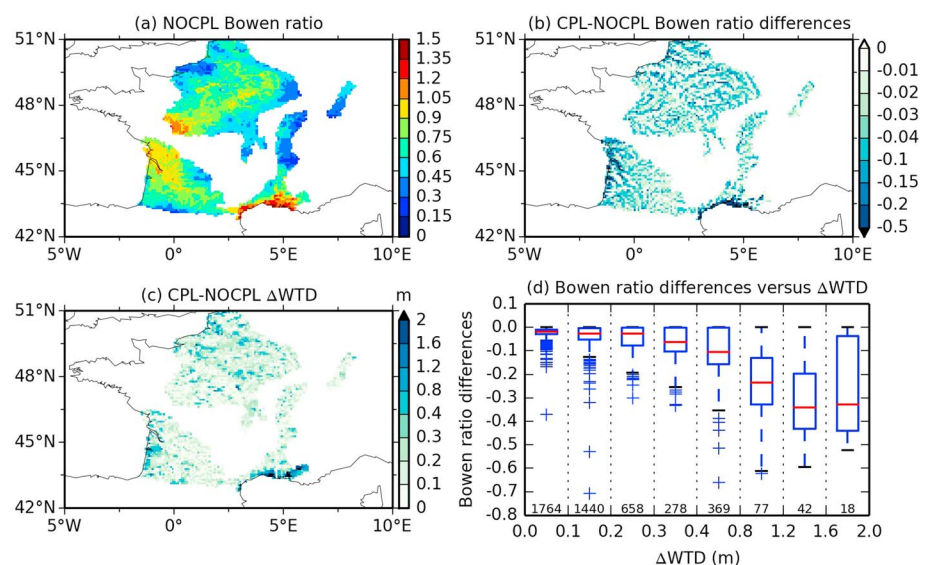 (a) NOCPL Bowen ratio
51°N
48°N
45°N
42°N
5°W 0° 5°E 10°E
1.5
1.35
1.2
1.05
0.9
0.75
0.6
0.45
0.3
0.15
0
(b) CPL-NOCPL Bowen ratio differences
51°N
48°N
45°N
42°N
5°W 0° 5°E 10°E
0
-0.01
-0.02
-0.03
-0.04
-0.1
-0.15
-0.2
-0.5
(c) CPL-NOCPL ΔWTD m
51°N
48°N
45°N
42°N
5°W 0° 5°E 10°E
2
1.6
1.2
0.8
0.4
0.3
0.2
0.1
0
(d) Bowen ratio differences versus ΔWTD
Bowen ratio differences
0.1
0.0
-0.1
-0.2
-0.3
-0.4
-0.5
-0.6
-0.7
-0.8
1764 1440 658 278 369 77 42 18
0.0 0.1 0.2 0.3 0.4 0.8 1.2 1.6 2.0
ΔWTD (m)